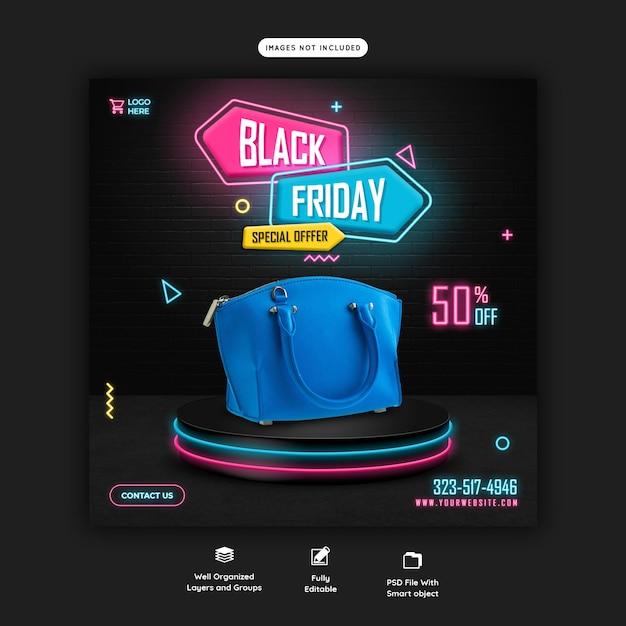 IMAGES NOT INCLUDED
LOGO
HERE
BLACK
FRIDAY
SPECIAL OFFFER
50%
OFF
CONTACT US
323-517-4946
WWW.YOURWEBSITE.COM
Well Organized
Layers and Groups
Fully
Editable
PSD File With
Smart object